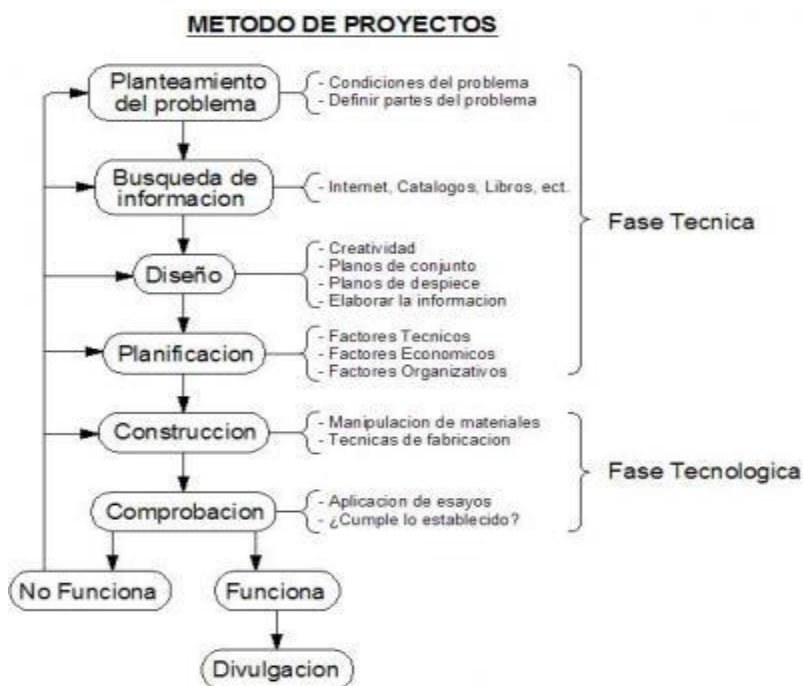 METODO DE PROYECTOS
Planteamiento
del problema
- Condiciones del problema
- Definir partes del problema
Busqueda de
informacion
- Internet, Catalogos, Libros, ect.
Fase Tecnica
Diseño
- Creatividad
- Planos de conjunto
- Planos de despiece
- Elaborar la informacion
Planificacion
- Factores Tecnicos
- Factores Economicos
- Factores Organizativos
Construccion
- Manipulacion de materiales
- Tecnicas de fabricacion
Fase Tecnologica
Comprobacion
- Aplicacion de esayos
- ¿Cumple lo establecido?
No Funciona
Funciona
Divulgacion